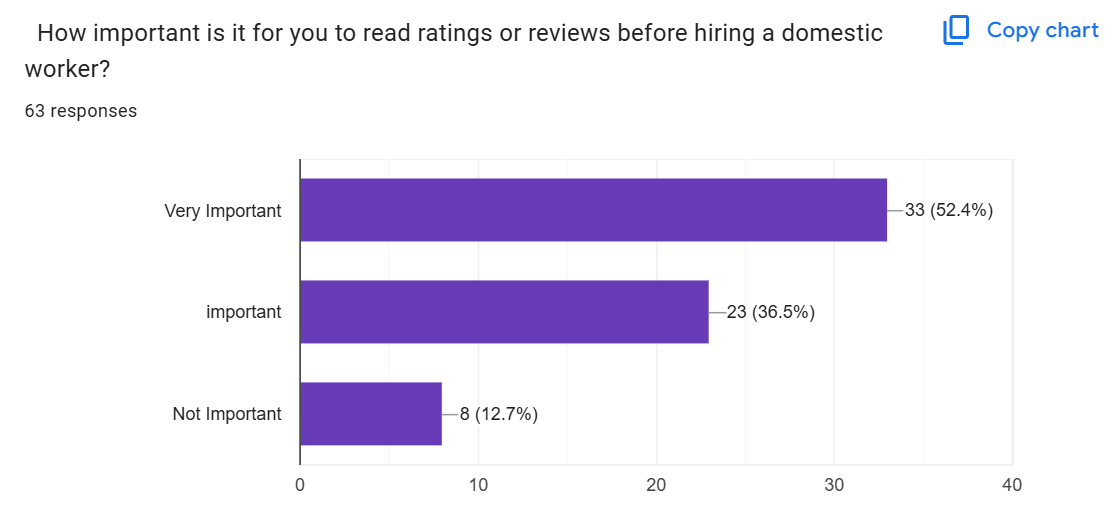 How important is it for you to read ratings or reviews before hiring a domestic
worker?
Copy chart
63 responses
Very Important
33 (52.4%)
important
23 (36.5%)
Not Important
8 (12.7%)
0
10
20
30
40